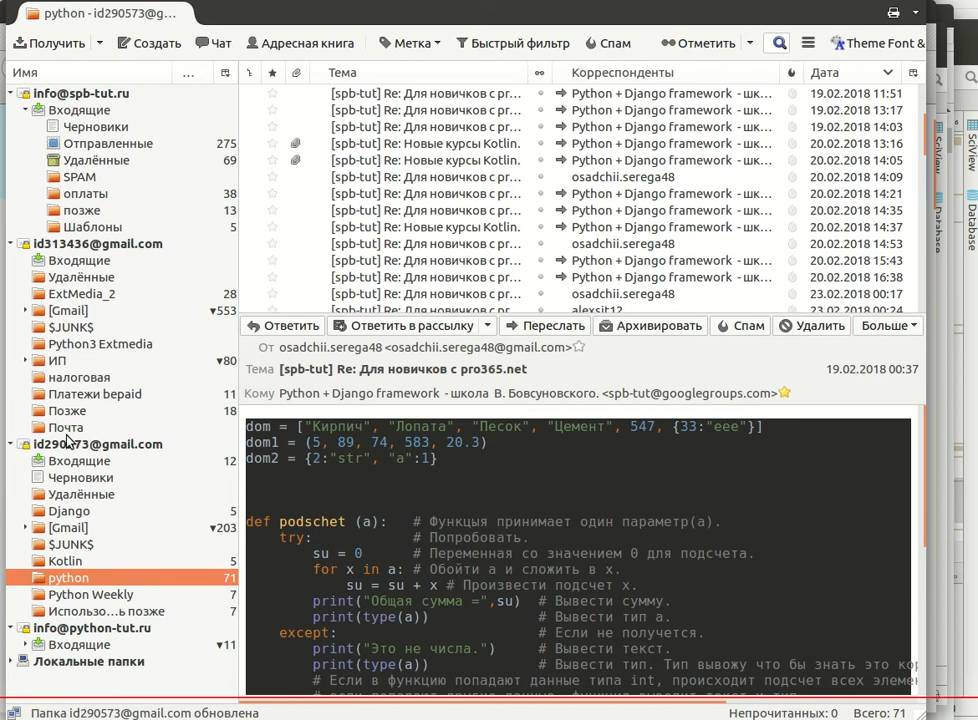 python - id290573@g...
Получить Создать Чат Адресная книга Метка Быстрый фильтр Спам Отметить Theme Font &
Имя ... Тема Корреспонденты Дата
info@spb-tut.ru
Входящие
Черновики
Отправленные 275
Удалённые 69
SPAM
оплаты 38
позже 13
Шаблоны 5
id313436@gmail.com
Входящие
Удалённые
ExtMedia_2 28
[Gmail] ▾553
$JUNK$
Python3 Extmedia
ИП ▾80
налоговая
Платежи bepaid 11
Позже 18
Почта
id290573@gmail.com
Входящие 12
Черновики
Удалённые
Django 5
[Gmail] ▾203
$JUNK$
Kotlin 5
python 71
Python Weekly 7
Использо...ь позже 7
info@python-tut.ru
Входящие ▾11
Локальные папки
[spb-tut] Re: Для новичков с pr... Python + Django framework - шк... 19.02.2018 11:51
[spb-tut] Re: Для новичков с pr... Python + Django framework - шк... 19.02.2018 13:17
[spb-tut] Re: Для новичков с pr... Python + Django framework - шк... 19.02.2018 14:03
[spb-tut] Re: Новые курсы Kotlin. Python + Django framework - шк... 20.02.2018 13:16
[spb-tut] Re: Новые курсы Kotlin. Python + Django framework - шк... 20.02.2018 14:05
[spb-tut] Re: Для новичков с pr... osadchii.serega48 20.02.2018 14:09
[spb-tut] Re: Для новичков с pr... Python + Django framework - шк... 20.02.2018 14:21
[spb-tut] Re: Для новичков с pr... Python + Django framework - шк... 20.02.2018 14:35
[spb-tut] Re: Новые курсы Kotlin. Python + Django framework - шк... 20.02.2018 14:37
[spb-tut] Re: Для новичков с pr... osadchii.serega48 20.02.2018 14:53
[spb-tut] Re: Для новичков с pr... Python + Django framework - шк... 20.02.2018 15:43
[spb-tut] Re: Для новичков с pr... Python + Django framework - шк... 20.02.2018 16:38
[spb-tut] Re: Для новичков с pr... osadchii.serega48 23.02.2018 00:17
[spb-tut] Re: Для новичков с pr... alexsit12 23.02.2018 00:24
Ответить Ответить в рассылку Переслать Архивировать Спам Удалить Больше
От osadchii.serega48 <osadchii.serega48@gmail.com>
Тема [spb-tut] Re: Для новичков с pro365.net 19.02.2018 00:37
Кому Python + Django framework - школа В. Бовсуновского. <spb-tut@googlegroups.com>
dom = ["Кирпич", "Лопата", "Песок", "Цемент", 547, {33:"eee"}]
dom1 = (5, 89, 74, 583, 20.3)
dom2 = {2:"str", "a":1}
def podschet (a): # Функцыя принимает один параметр(a).
try: # Попробовать.
su = 0 # Переменная со значением 0 для подсчета.
for x in a: # Обойти a и сложить в x.
su = su + x # Произвести подсчет x.
print("Общая сумма =",su) # Вывести сумму.
print(type(a)) # Вывести тип a.
except: # Если не получется.
print("Это не числа.") # Вывести текст.
print(type(a)) # Вывести тип. Тип вывожу что бы знать это кор
# Если в функцию попадают данные типа int, происходит подсчет всех элемен
Папка id290573@gmail.com обновлена Непрочитанных: 0 Всего: 71
SciView
Database
SciView
Database